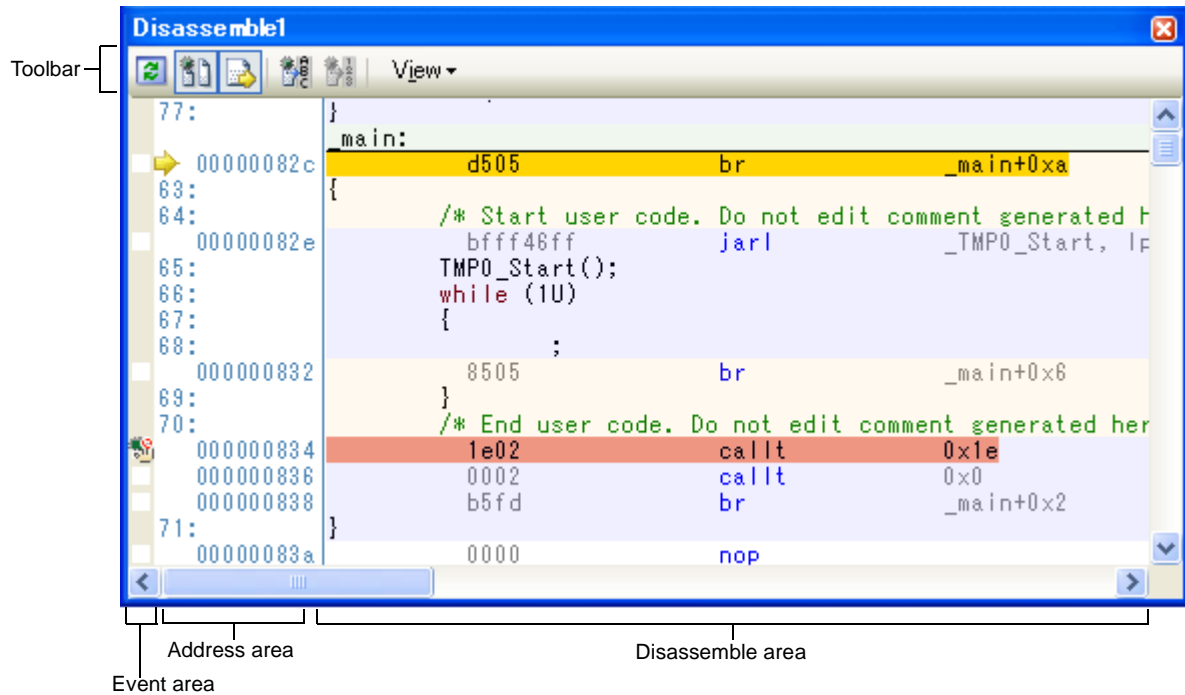 Disassemble1
Toolbar
View
77: }
_main:
00000082c d505 br _main+0xa
63: {
64: /* Start user code. Do not edit comment generated h
00000082e bfff46ff jarl _TMP0_Start, lp
65: TMP0_Start();
66: while (1U)
67: {
68: ;
000000832 8505 br _main+0x6
69: }
70: /* End user code. Do not edit comment generated her
000000834 1e02 callt 0x1e
000000836 0002 callt 0x0
000000838 b5fd br _main+0x2
71: }
00000083a 0000 nop
Address area
Disassemble area
Event area